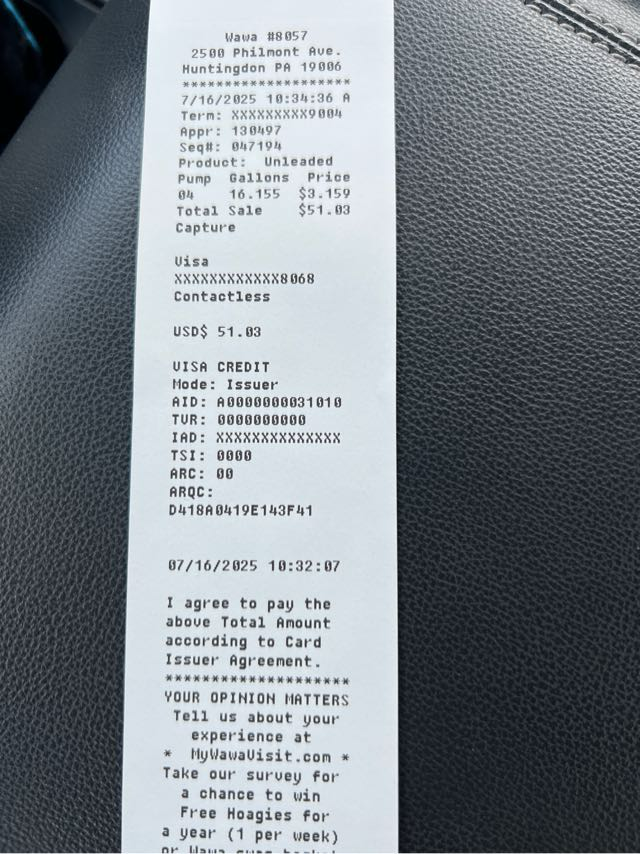 Wawa #8057
2500 Philmont Ave.
Huntingdon PA 19006
********************
7/16/2025 10:34:36 A
Term: XXXXXXXXX9004
Appr: 130497
Seq#: 047194
Product: Unleaded
Pump Gallons Price
04 16.155 $3.159
Total Sale $51.03
Capture
Visa
XXXXXXXXXXXX8068
Contactless
USD$ 51.03
VISA CREDIT
Mode: Issuer
AID: A0000000031010
TVR: 0000000000
IAD: XXXXXXXXXXXXXX
TSI: 0000
ARC: 00
ARQC:
D418A0419E143F41
07/16/2025 10:32:07
I agree to pay the
above Total Amount
according to Card
Issuer Agreement.
********************
YOUR OPINION MATTERS
Tell us about your
experience at
* MyWawaVisit.com *
Take our survey for
a chance to win
Free Hoagies for
a year (1 per week)
or Wawa